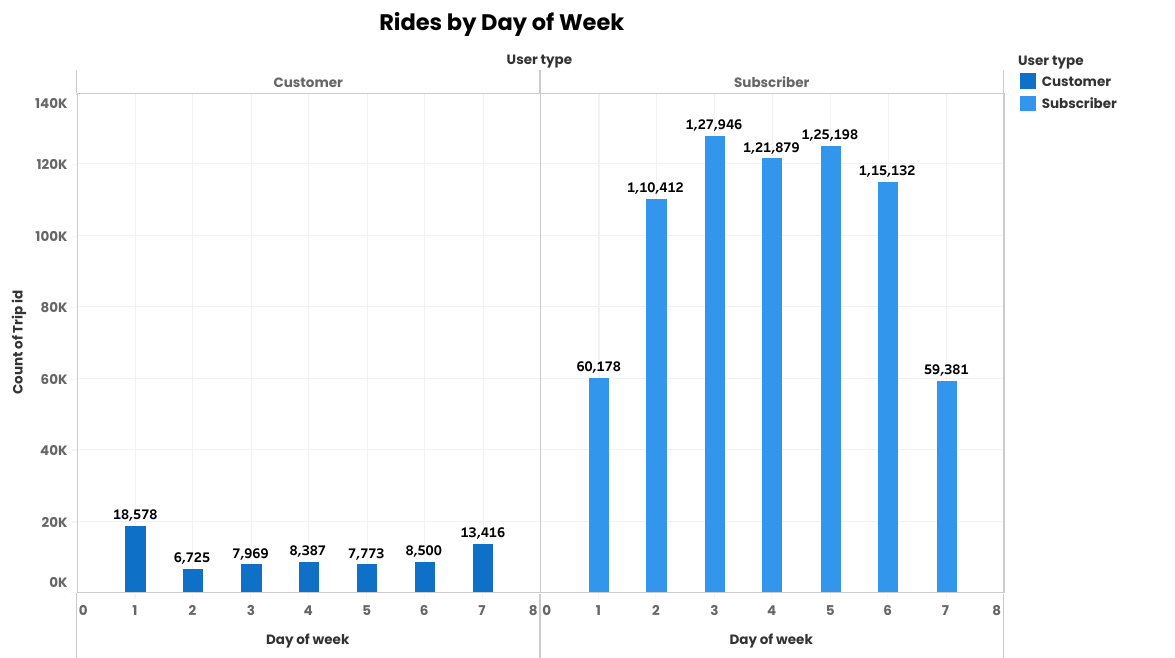 Rides by Day of Week
User type
Customer
Subscriber
User type
Customer
Subscriber
Count of Trip id
140K
120K
100K
80K
60K
40K
20K
0K
18,578
6,725
7,969
8,387
7,773
8,500
13,416
60,178
1,10,412
1,27,946
1,21,879
1,25,198
1,15,132
59,381
0 1 2 3 4 5 6 7 8
0 1 2 3 4 5 6 7 8
Day of week
Day of week